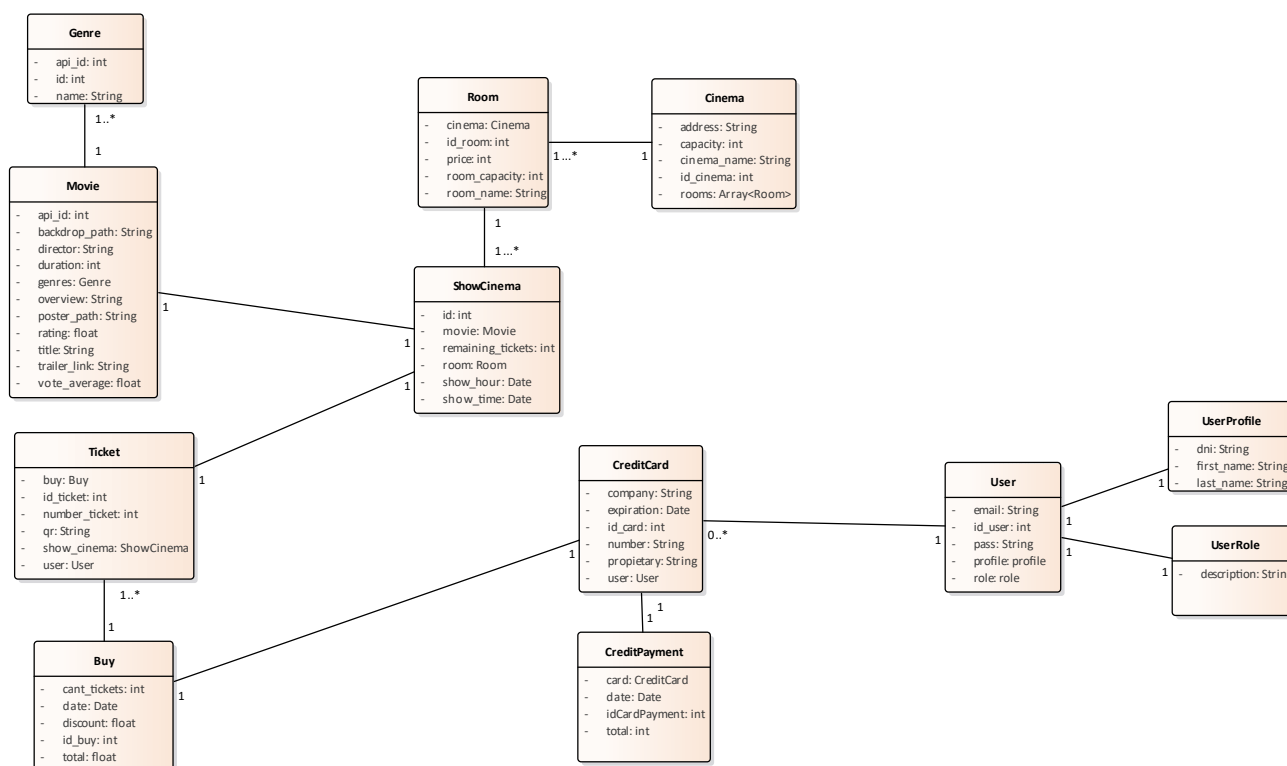 Genre
- api_id: int
- id: int
- name: String
1..*
1
Movie
- api_id: int
- backdrop_path: String
- director: String
- duration: int
- genres: Genre
- overview: String
- poster_path: String
- rating: float
- title: String
- trailer_link: String
- vote_average: float
1
Room
- cinema: Cinema
- id_room: int
- price: int
- room_capacity: int
- room_name: String
1...*
1
Cinema
- address: String
- capacity: int
- cinema_name: String
- id_cinema: int
- rooms: Array<Room>
1
1...*
ShowCinema
- id: int
- movie: Movie
- remaining_tickets: int
- room: Room
- show_hour: Date
- show_time: Date
1
1
Ticket
- buy: Buy
- id_ticket: int
- number_ticket: int
- qr: String
- show_cinema: ShowCinema
- user: User
1
1..*
1
Buy
- cant_tickets: int
- date: Date
- discount: float
- id_buy: int
- total: float
1
CreditCard
- company: String
- expiration: Date
- id_card: int
- number: String
- propietary: String
- user: User
1
0..*
1
1
1
CreditPayment
- card: CreditCard
- date: Date
- idCardPayment: int
- total: int
User
- email: String
- id_user: int
- pass: String
- profile: profile
- role: role
1
1
UserProfile
- dni: String
- first_name: String
- last_name: String
1
1
UserRole
- description: Strin